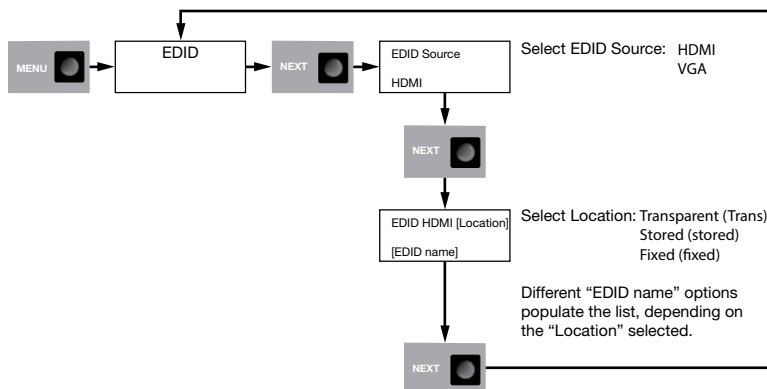 MENU
EDID
NEXT
EDID Source
HDMI
Select EDID Source: HDMI
VGA
NEXT
EDID HDMI [Location]
[EDID name]
Select Location: Transparent (Trans)
Stored (stored)
Fixed (fixed)
Different “EDID name” options
populate the list, depending on
the “Location” selected.
NEXT